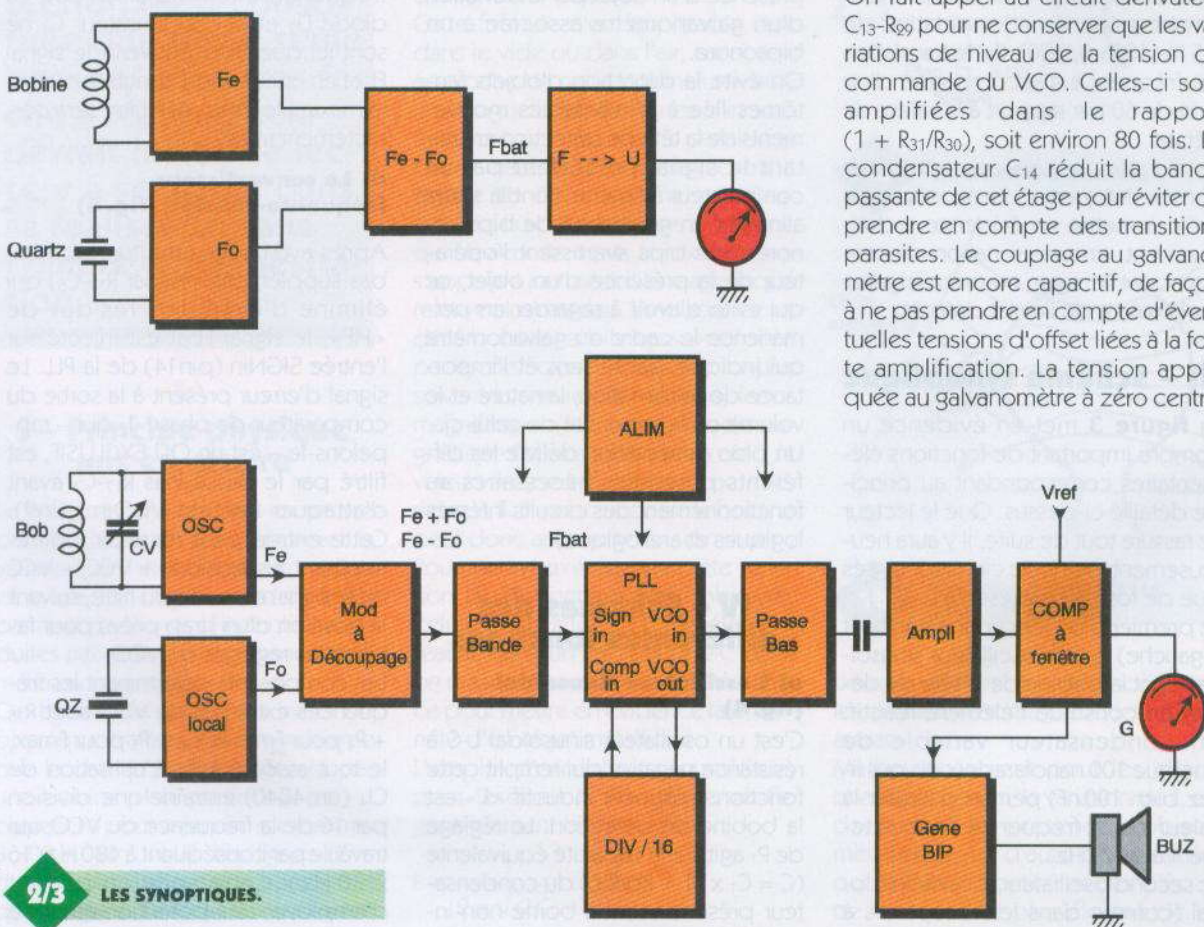 Bobine
Fe
Quartz
Fo
Fe - Fo
Fbat
F --> U
On fait appel au circuit dérivateur
C13-R29 pour ne conserver que les va-
riations de niveau de la tension de
commande du VCO. Celles-ci sont
amplifiées dans le rapport
(1 + R31/R30), soit environ 80 fois. Le
condensateur C14 réduit la bande
passante de cet étage pour éviter de
prendre en compte des transitions
parasites. Le couplage au galvano-
mètre est encore capacitif, de façon
à ne pas prendre en compte d'éven-
tuelles tensions d'offset liées à la for-
te amplification. La tension appli-
quée au galvanomètre à zéro centr
ALIM
Bob
CV
OSC
Fe
Fe + Fo
Fe - Fo
Fbat
Vref
Mod
à
Découpage
Passe
Bande
PLL
Sign VCO
in in
Comp VCO
in out
Passe
Bas
Ampli
COMP
à
fenêtre
G
QZ
OSC
local
Fo
DIV / 16
Gene
BIP
BUZ
2/3
LES SYNOPTIQUES.